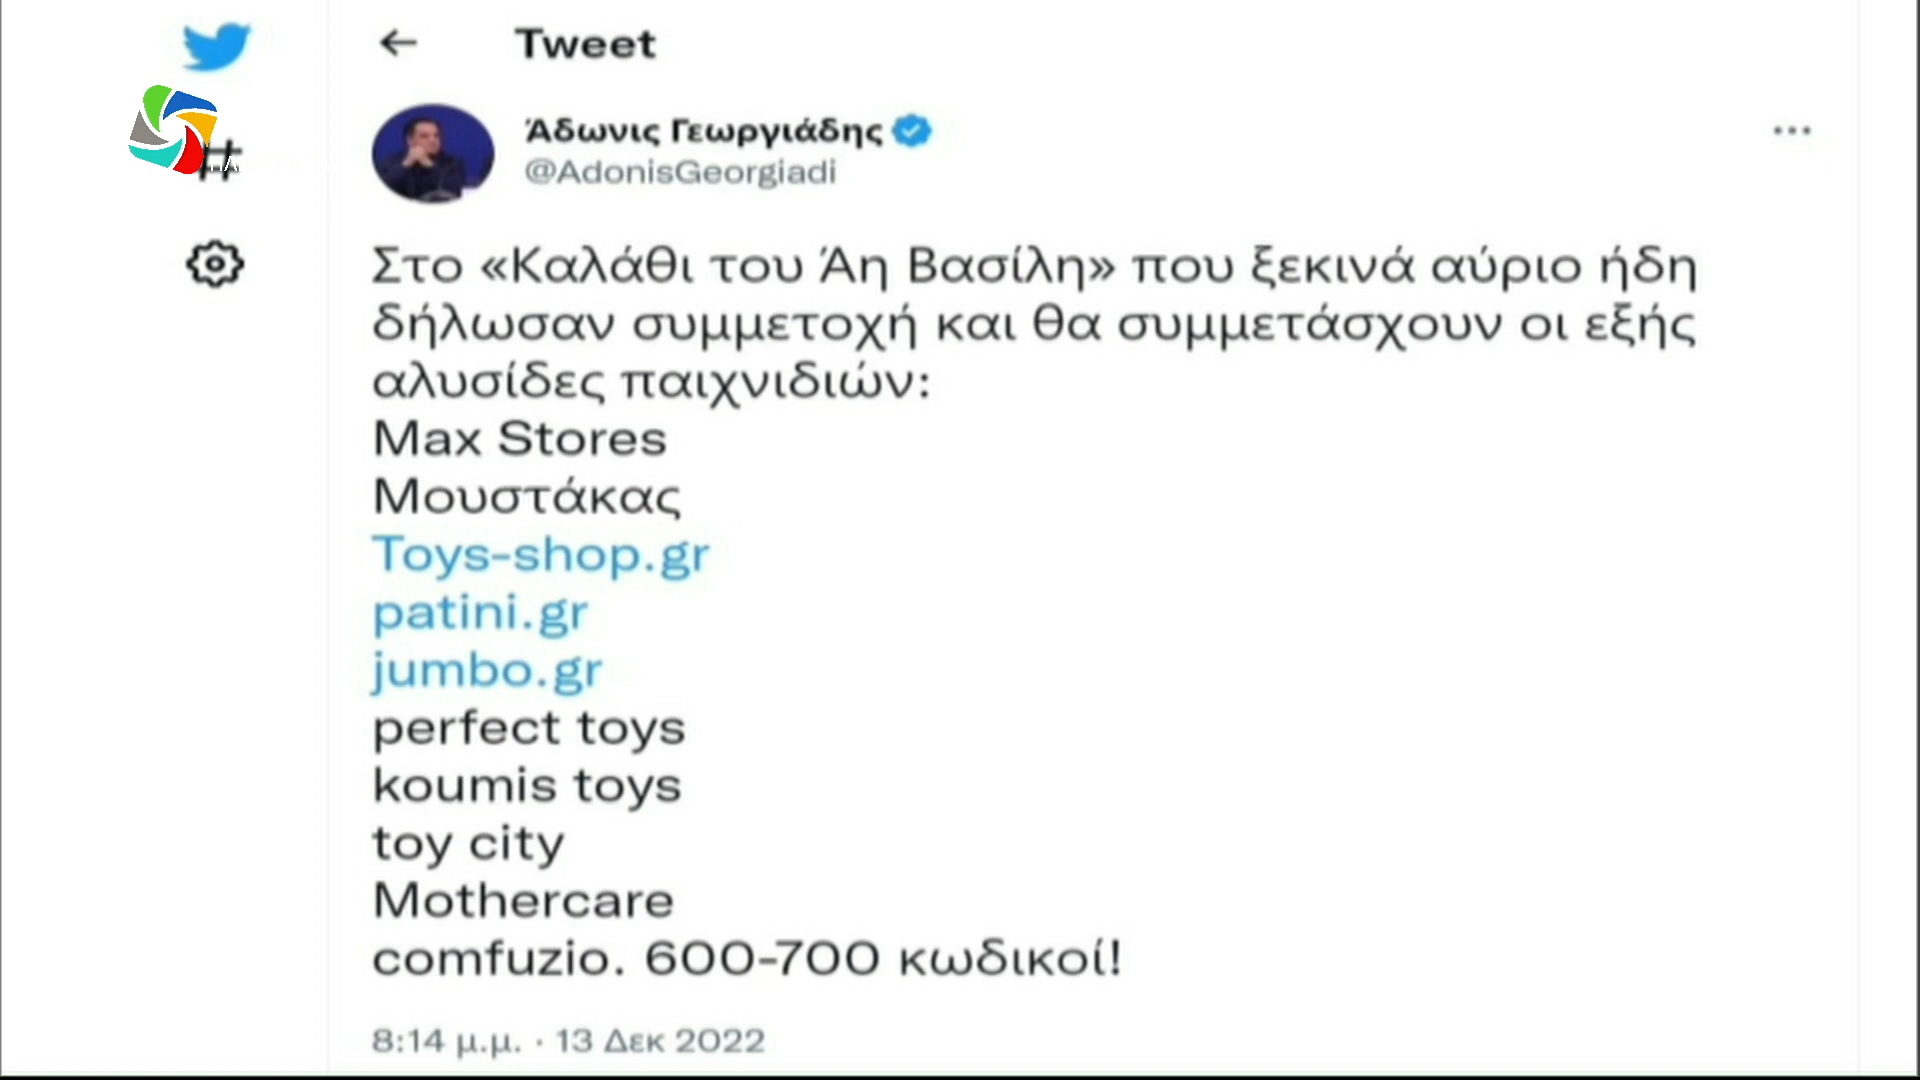 Tweet
Άδωνις Γεωργιάδης
@AdonisGeorgiadi
Στο «Καλάθι του Άη Βασίλη» που ξεκινά αύριο ήδη
δήλωσαν συμμετοχή και θα συμμετάσχουν οι εξής
αλυσίδες παιχνιδιών:
Max Stores
Μουστάκας
Toys-shop.gr
patini.gr
jumbo.gr
perfect toys
koumis toys
toy city
Mothercare
comfuzio. 600-700 κωδικοί!
8:14 μ.μ. · 13 Δεκ 2022